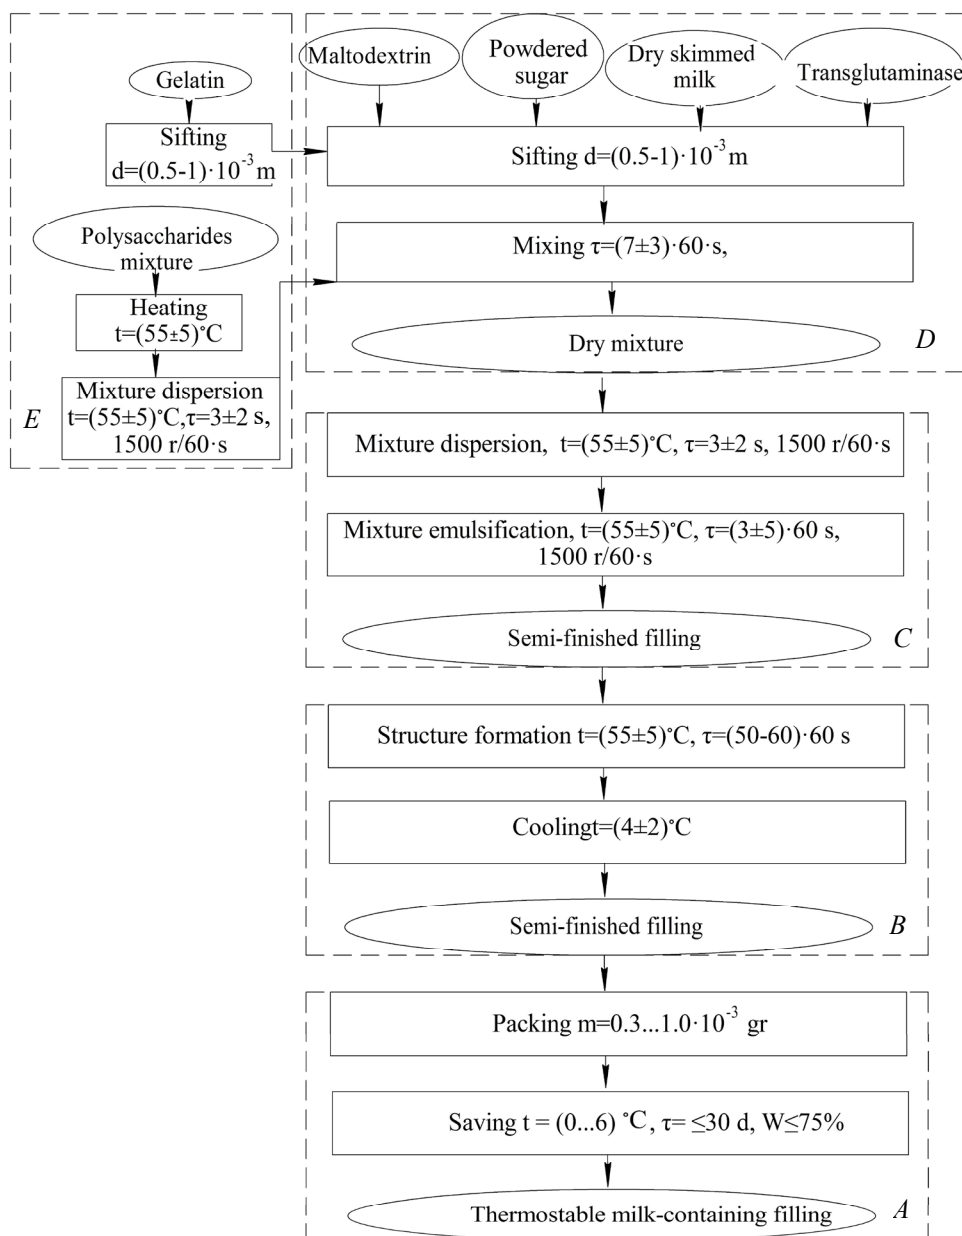 Gelatin
Sifting
d=(0.5-1)·10⁻³ m
Polysaccharides
mixture
Heating
t=(55±5)°C
Mixture dispersion
t=(55±5)°C,τ=3±2 s,
1500 r/60·s
E
Maltodextrin
Powdered
sugar
Dry skimmed
milk
Transglutaminase
Sifting d=(0.5-1)·10⁻³ m
Mixing τ=(7±3)·60·s,
Dry mixture
D
Mixture dispersion, t=(55±5)°C, τ=3±2 s, 1500 r/60·s
Mixture emulsification, t=(55±5)°C, τ=(3±5)·60 s,
1500 r/60·s
Semi-finished filling
C
Structure formation t=(55±5)°C, τ=(50-60)·60 s
Coolingt=(4±2)°C
Semi-finished filling
B
Packing m=0.3...1.0·10⁻³ gr
Saving t = (0...6) °C, τ= ≤30 d, W≤75%
Thermostable milk-containing filling
A